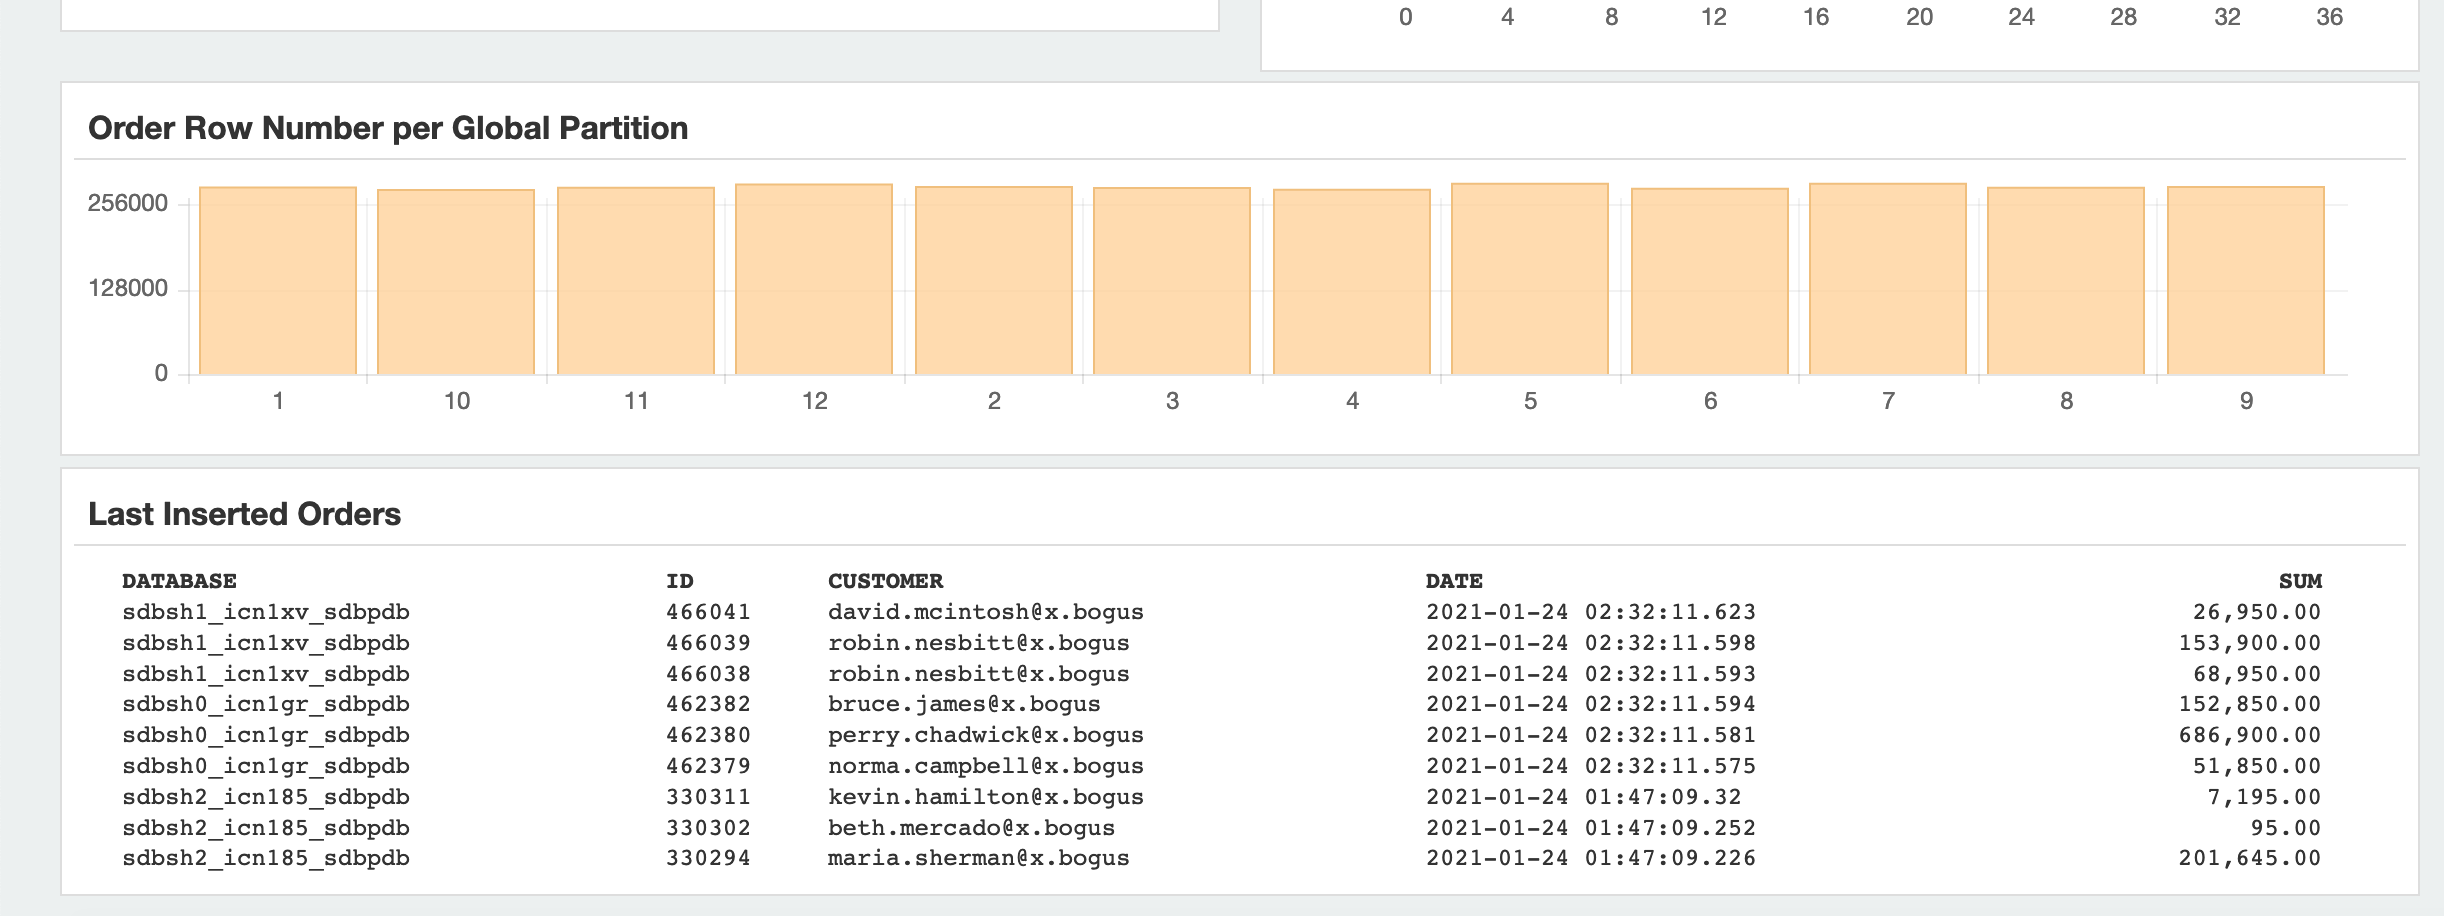 0 4 8 12 16 20 24 28 32 36
Order Row Number per Global Partition
256000
128000
0
1 10 11 12 2 3 4 5 6 7 8 9
Last Inserted Orders
DATABASE ID CUSTOMER DATE SUM
sdbsh1_icn1xv_sdbpdb 466041 david.mcintosh@x.bogus 2021-01-24 02:32:11.623 26,950.00
sdbsh1_icn1xv_sdbpdb 466039 robin.nesbitt@x.bogus 2021-01-24 02:32:11.598 153,900.00
sdbsh1_icn1xv_sdbpdb 466038 robin.nesbitt@x.bogus 2021-01-24 02:32:11.593 68,950.00
sdbsh0_icn1gr_sdbpdb 462382 bruce.james@x.bogus 2021-01-24 02:32:11.594 152,850.00
sdbsh0_icn1gr_sdbpdb 462380 perry.chadwick@x.bogus 2021-01-24 02:32:11.581 686,900.00
sdbsh0_icn1gr_sdbpdb 462379 norma.campbell@x.bogus 2021-01-24 02:32:11.575 51,850.00
sdbsh2_icn185_sdbpdb 330311 kevin.hamilton@x.bogus 2021-01-24 01:47:09.32 7,195.00
sdbsh2_icn185_sdbpdb 330302 beth.mercado@x.bogus 2021-01-24 01:47:09.252 95.00
sdbsh2_icn185_sdbpdb 330294 maria.sherman@x.bogus 2021-01-24 01:47:09.226 201,645.00